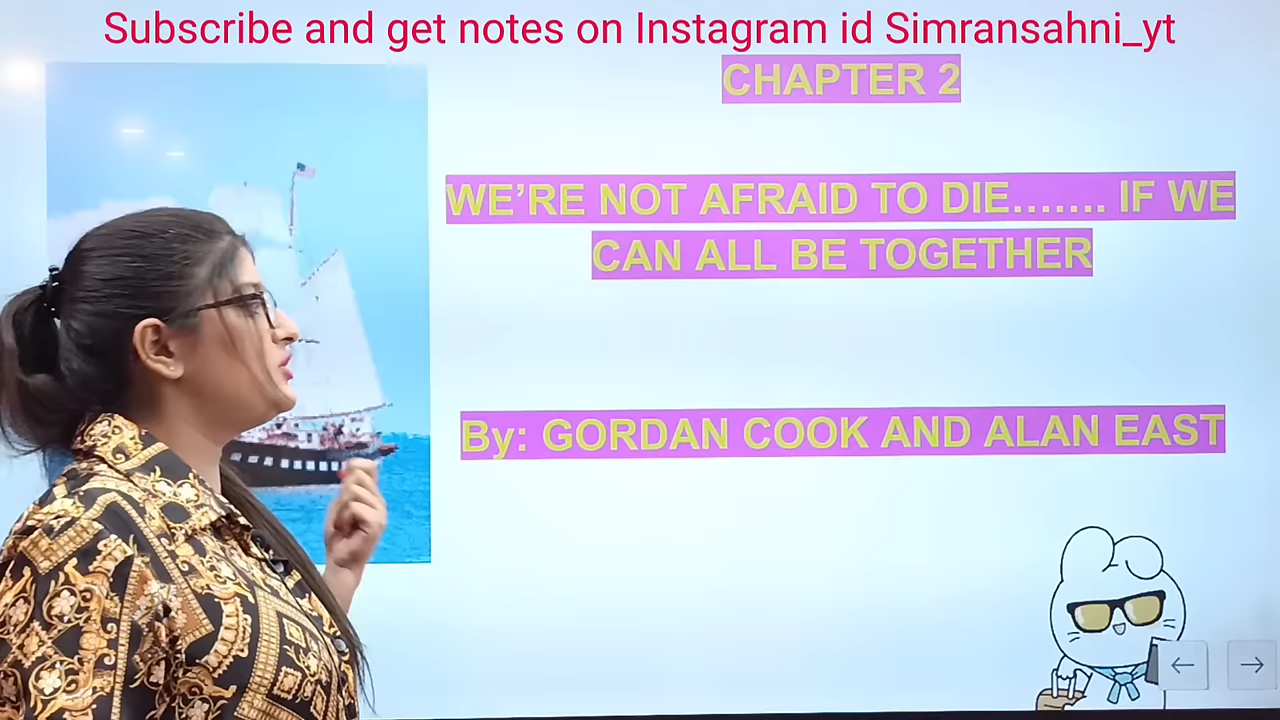 Subscribe and get notes on Instagram id Simransahni_yt
CHAPTER 2
WE'RE NOT AFRAID TO DIE....... IF WE
CAN ALL BE TOGETHER
By: GORDAN COOK AND ALAN EAST